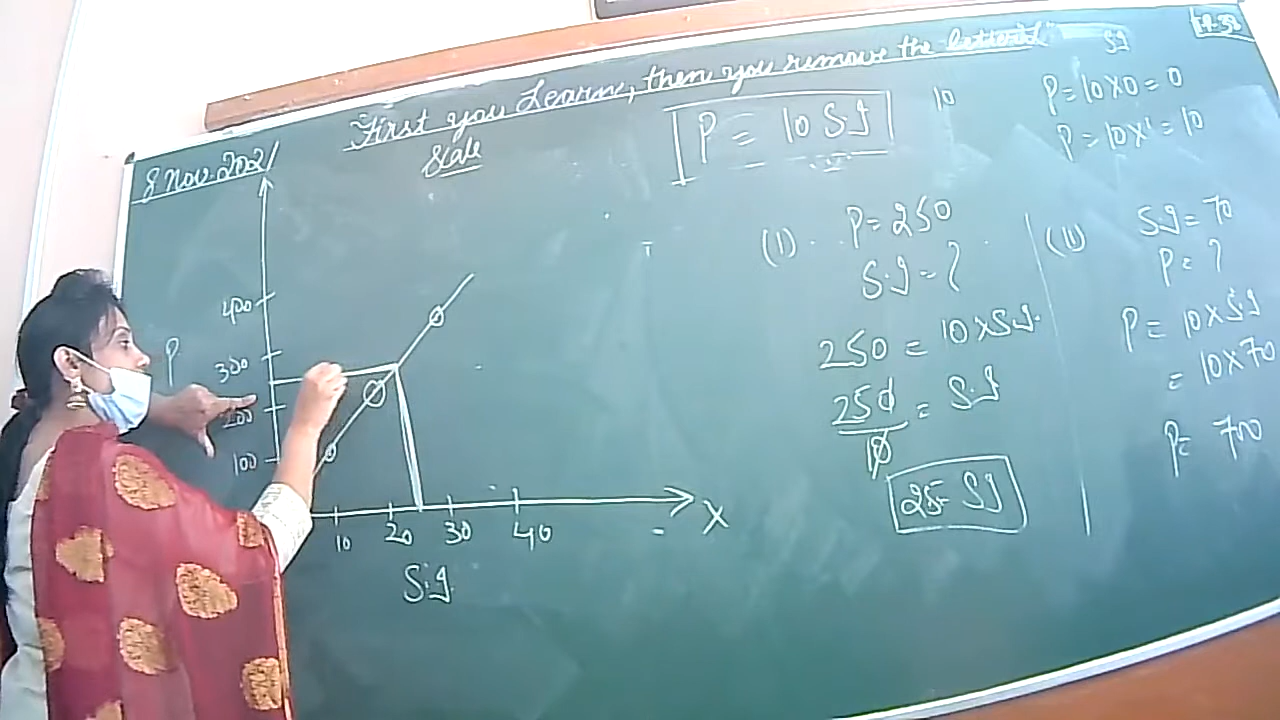 "First you Learn, then you remove the
8 Nov. 2021
Scale
P = 10 S.I
10
S.I
P = 10 × 0 = 0
P = 10 × 1 = 10
(I) P = 250
S.I = ?
250 = 10 × S.I.
250/10 = S.I
25 = S.I
(II) S.I = 70
P = ?
P = 10 × S.I
= 10 × 70
P = 700
P
400
300
200
100
10 20 30 40
X
S.I.